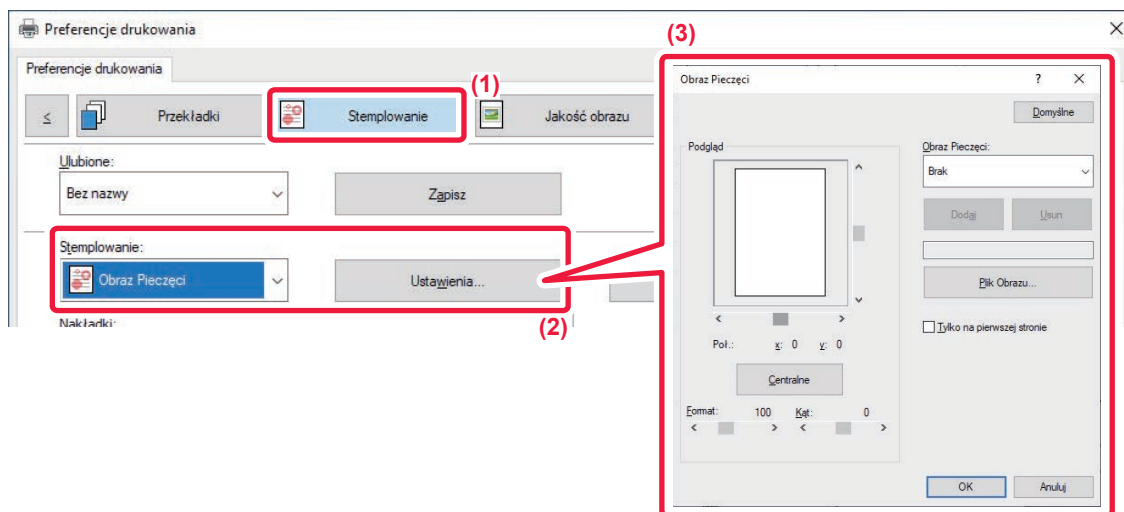 Preferencje drukowania
(3)
Preferencje drukowania
(1)
≤
Przekładki
Stemplowanie
Jakość obrazu
Ulubione:
Bez nazwy
Zapisz
Stemplowanie:
Obraz Pieczęci
Ustawienia...
(2)
Nakładki:
Obraz Pieczęci
?
Domyślne
Podgląd
Obraz Pieczęci:
Brak
Dodaj
Usun
Plik Obrazu...
Tylko na pierwszej stronie
Poł.: x: 0 y: 0
Centralne
Format: 100 Kąt: 0
OK
Anuluj